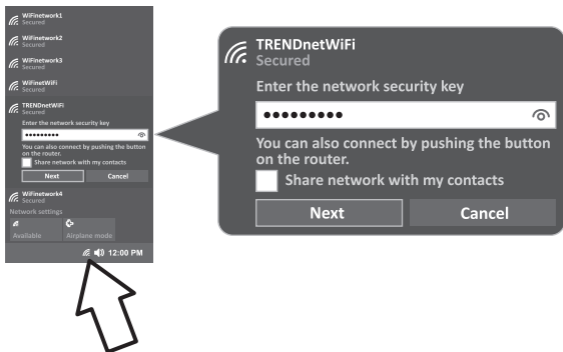 WiFinetwork1
Secured
WiFinetwork2
Secured
WiFinetwork3
Secured
WiFinetWiFi
Secured
TRENDnetWiFi
Secured
Enter the network security key
•••••••••
You can also connect by pushing the button
on the router.
Share network with my contacts
Next Cancel
WiFinetwork4
Secured
Network settings
Available Airplane mode
12:00 PM
TRENDnetWiFi
Secured
Enter the network security key
•••••••••
You can also connect by pushing the button
on the router.
Share network with my contacts
Next Cancel